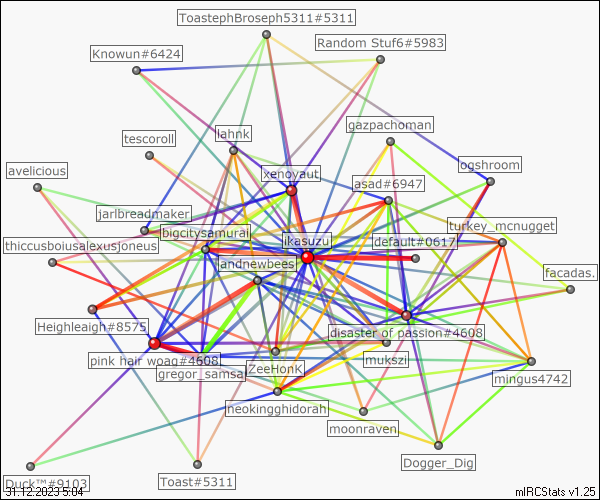 ToastephBroseph5311#5311
Random Stuf6#5983
Knowun#6424
gazpachoman
lahnk
tescoroll
ogshroom
xenoyaut
avelicious
asad#6947
jarlbreadmaker
turkey_mcnugget
bigcitysamurai
ikasuzu
default#0617
thiccusboiusalexusjoneus
andnewbees
facadas.
Heighleaigh#8575
disaster of passion#4608
pink hair woag#4608
mukszi
gregor_samsa
ZeeHonK
mingus4742
neokingghidorah
moonraven
Dogger_Dig
Duck™#9103
Toast#5311
31.12.2023 5:04
mIRCStats v1.25